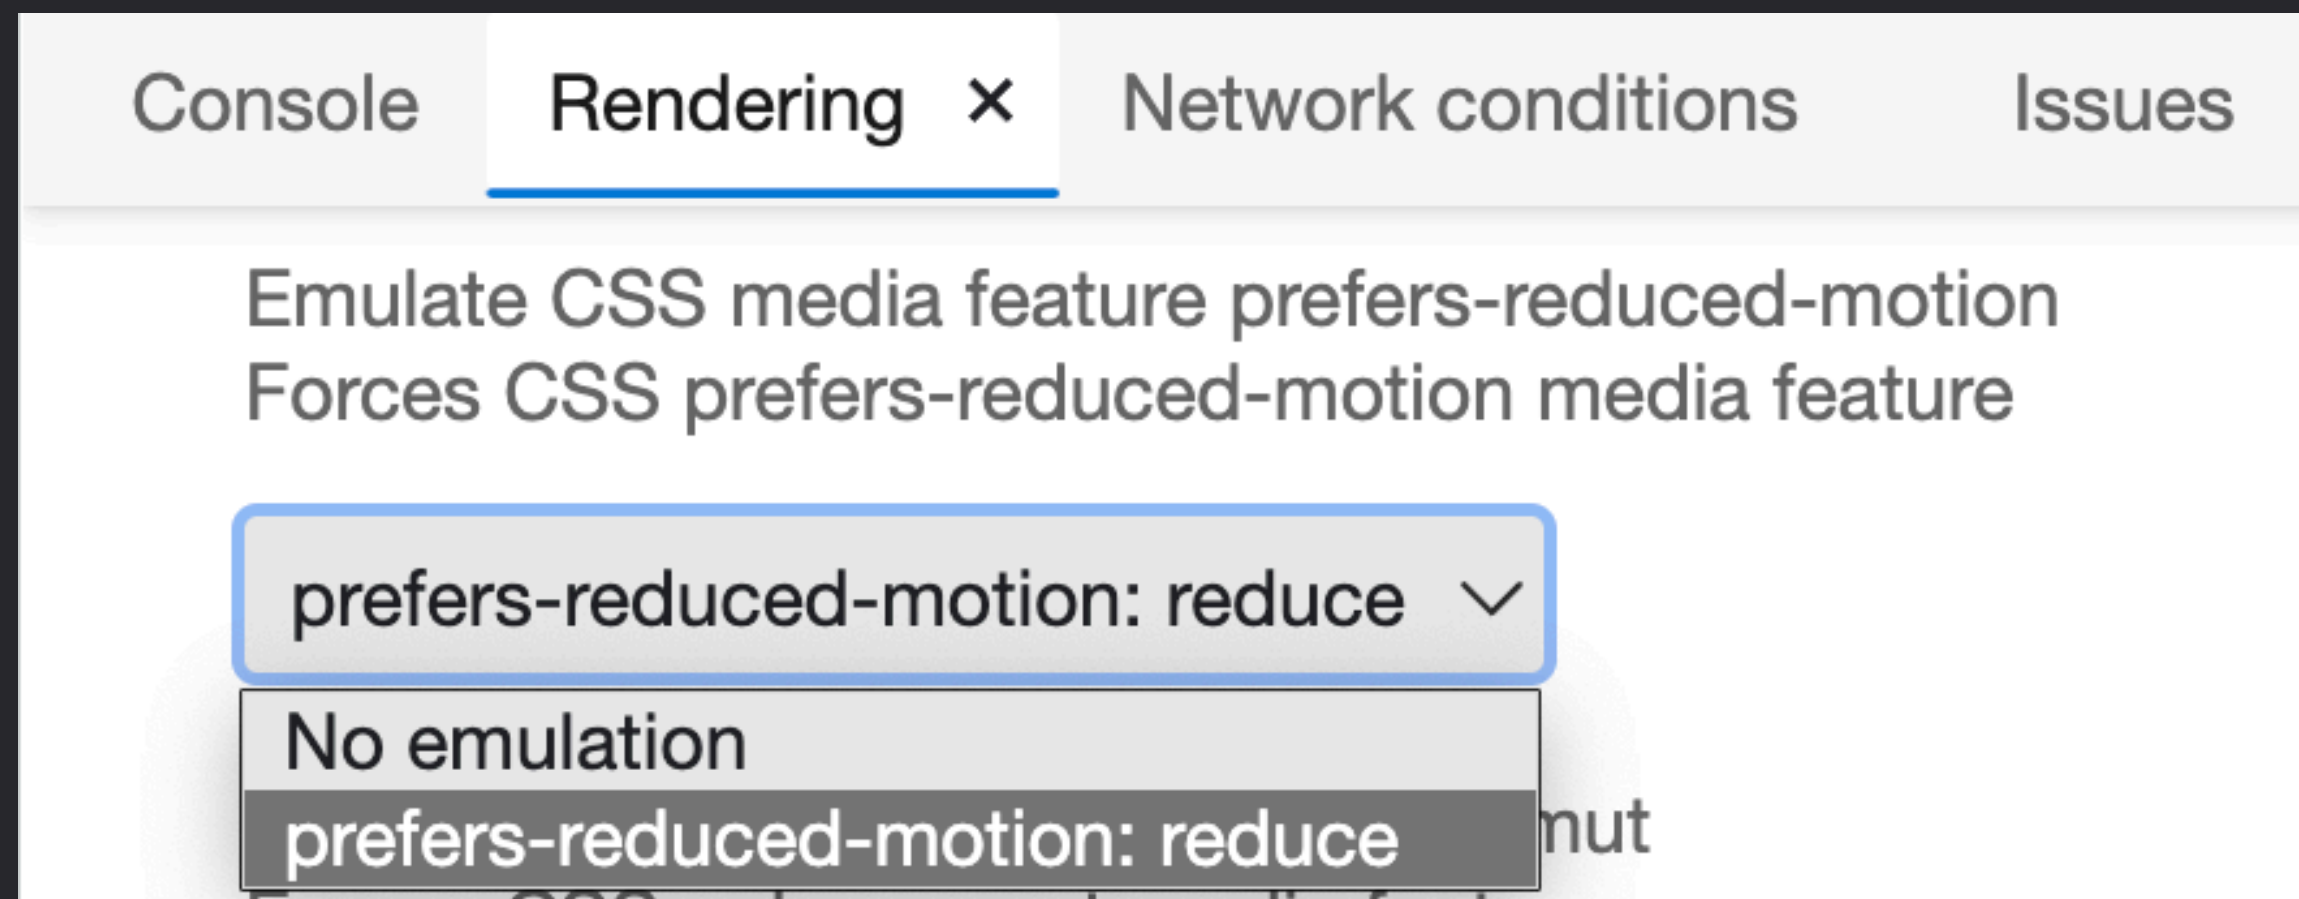 Console Rendering × Network conditions Issues
Emulate CSS media feature prefers-reduced-motion
Forces CSS prefers-reduced-motion media feature
prefers-reduced-motion: reduce
No emulation
prefers-reduced-motion: reduce